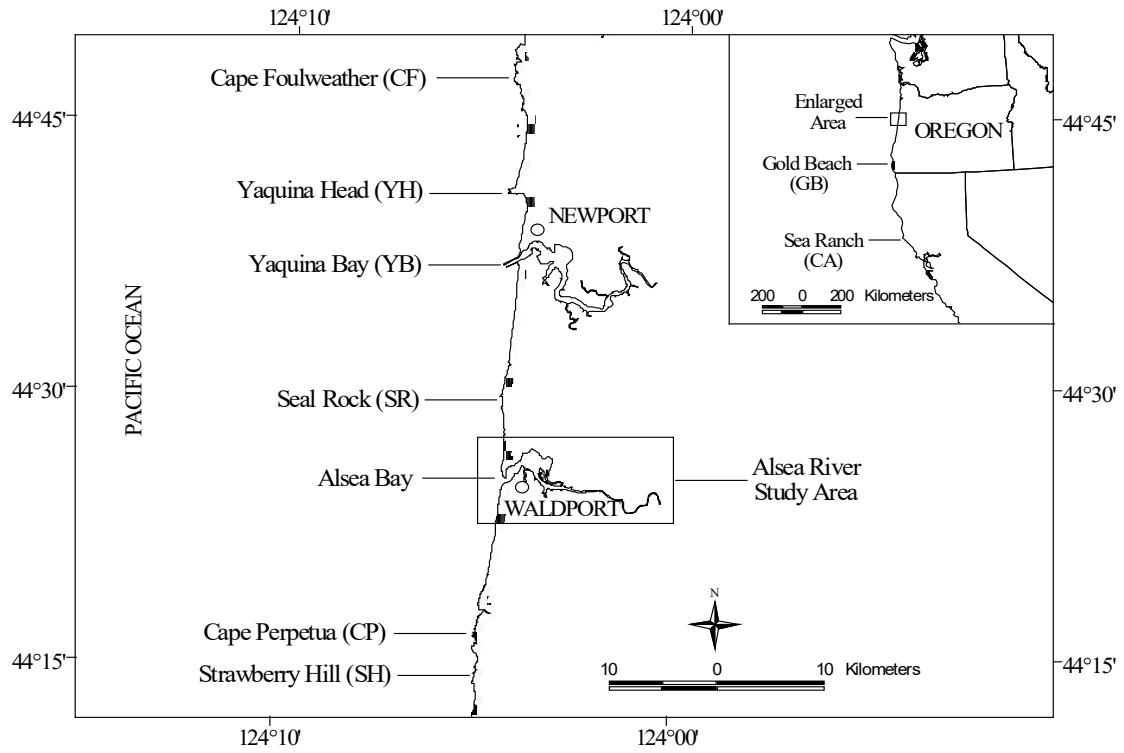 124°10'
124°00'
Cape Foulweather (CF)
44°45'
44°45'
Enlarged
Area
OREGON
Gold Beach
(GB)
Sea Ranch
(CA)
200 0 200 Kilometers
Yaquina Head (YH)
NEWPORT
Yaquina Bay (YB)
PACIFIC OCEAN
44°30'
44°30'
Seal Rock (SR)
Alsea Bay
WALDPORT
Alsea River
Study Area
N
Cape Perpetua (CP)
44°15'
44°15'
Strawberry Hill (SH)
10 0 10 Kilometers
124°10'
124°00'